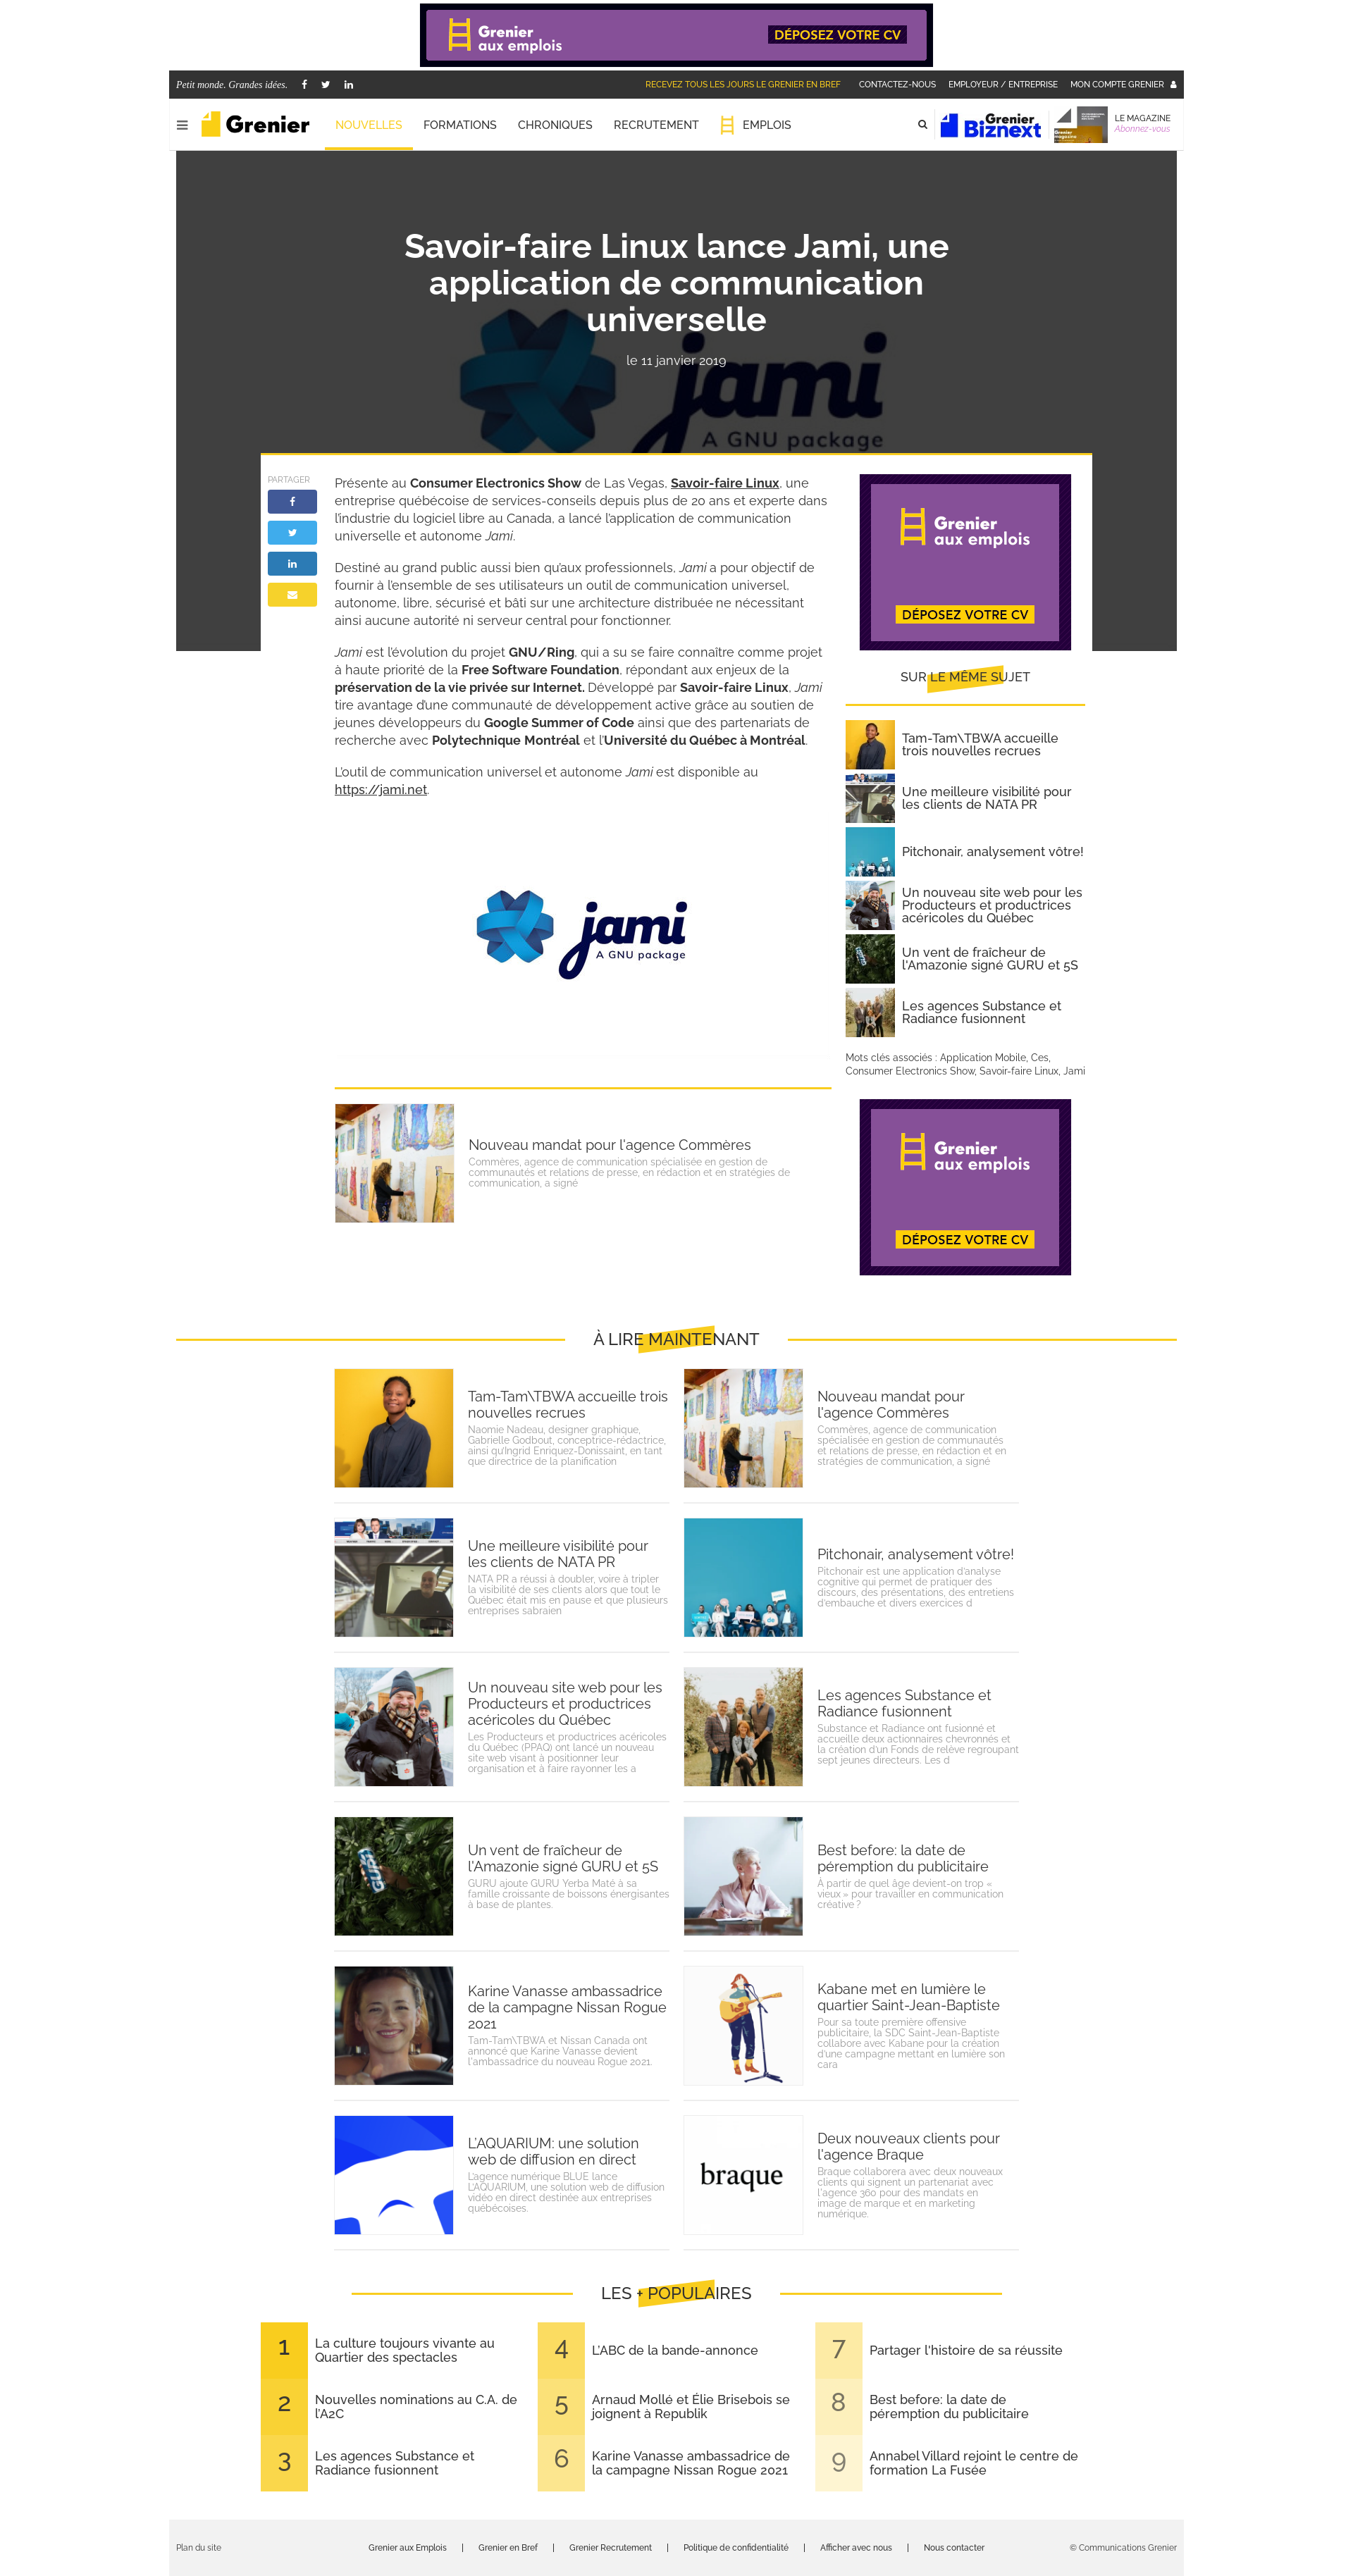 Grenier
aux emplois
DÉPOSEZ VOTRE CV
Petit monde. Grandes idées.
RECEVEZ TOUS LES JOURS LE GRENIER EN BREF
CONTACTEZ-NOUS
EMPLOYEUR / ENTREPRISE
MON COMPTE GRENIER
Grenier
NOUVELLES
FORMATIONS
CHRONIQUES
RECRUTEMENT
EMPLOIS
Grenier
Biznext
LE MAGAZINE
Abonnez-vous
Savoir-faire Linux lance Jami, une
application de communication
universelle
le 11 janvier 2019
jami
A GNU package
PARTAGER
Présente au Consumer Electronics Show de Las Vegas, Savoir-faire Linux, une
entreprise québécoise de services-conseils depuis plus de 20 ans et experte dans
l'industrie du logiciel libre au Canada, a lancé l'application de communication
universelle et autonome Jami.
Destiné au grand public aussi bien qu'aux professionnels, Jami a pour objectif de
fournir à l'ensemble de ses utilisateurs un outil de communication universel,
autonome, libre, sécurisé et bâti sur une architecture distribuée ne nécessitant
ainsi aucune autorité ni serveur central pour fonctionner.
Jami est l'évolution du projet GNU/Ring, qui a su se faire connaître comme projet
à haute priorité de la Free Software Foundation, répondant aux enjeux de la
préservation de la vie privée sur Internet. Développé par Savoir-faire Linux, Jami
tire avantage d'une communauté de développement active grâce au soutien de
jeunes développeurs du Google Summer of Code ainsi que des partenariats de
recherche avec Polytechnique Montréal et l'Université du Québec à Montréal.
L'outil de communication universel et autonome Jami est disponible au
https://jami.net.
jami
A GNU package
Nouveau mandat pour l'agence Commères
Commères, agence de communication spécialisée en gestion de
communautés et relations de presse, en rédaction et en stratégies de
communication, a signé
Grenier
aux emplois
DÉPOSEZ VOTRE CV
SUR LE MÊME SUJET
Tam-Tam\TBWA accueille
trois nouvelles recrues
Une meilleure visibilité pour
les clients de NATA PR
Pitchonair, analysement vôtre!
Un nouveau site web pour les
Producteurs et productrices
acéricoles du Québec
Un vent de fraîcheur de
l'Amazonie signé GURU et 5S
Les agences Substance et
Radiance fusionnent
Mots clés associés : Application Mobile, Ces,
Consumer Electronics Show, Savoir-faire Linux, Jami
Grenier
aux emplois
DÉPOSEZ VOTRE CV
À LIRE MAINTENANT
Tam-Tam\TBWA accueille trois
nouvelles recrues
Naomie Nadeau, designer graphique,
Gabrielle Godbout, conceptrice-rédactrice,
ainsi qu'Ingrid Enriquez-Donissaint, en tant
que directrice de la planification
Nouveau mandat pour
l'agence Commères
Commères, agence de communication
spécialisée en gestion de communautés
et relations de presse, en rédaction et en
stratégies de communication, a signé
Une meilleure visibilité pour
les clients de NATA PR
NATA PR a réussi à doubler, voire à tripler
la visibilité de ses clients alors que tout le
Québec était mis en pause et que plusieurs
entreprises sabraien
Pitchonair, analysement vôtre!
Pitchonair est une application d'analyse
cognitive qui permet de pratiquer des
discours, des présentations, des entretiens
d'embauche et divers exercices d
Un nouveau site web pour les
Producteurs et productrices
acéricoles du Québec
Les Producteurs et productrices acéricoles
du Québec (PPAQ) ont lancé un nouveau
site web visant à positionner leur
organisation et à faire rayonner les a
Les agences Substance et
Radiance fusionnent
Substance et Radiance ont fusionné et
accueille deux actionnaires chevronnés et
la création d'un Fonds de relève regroupant
sept jeunes directeurs. Les d
Un vent de fraîcheur de
l'Amazonie signé GURU et 5S
GURU ajoute GURU Yerba Maté à sa
famille croissante de boissons énergisantes
à base de plantes.
Best before: la date de
péremption du publicitaire
À partir de quel âge devient-on trop «
vieux » pour travailler en communication
créative ?
Karine Vanasse ambassadrice
de la campagne Nissan Rogue
2021
Tam-Tam\TBWA et Nissan Canada ont
annoncé que Karine Vanasse devient
l'ambassadrice du nouveau Rogue 2021.
Kabane met en lumière le
quartier Saint-Jean-Baptiste
Pour sa toute première offensive
publicitaire, la SDC Saint-Jean-Baptiste
collabore avec Kabane pour la création
d'une campagne mettant en lumière son
cara
L'AQUARIUM: une solution
web de diffusion en direct
L'agence numérique BLUE lance
L'AQUARIUM, une solution web de diffusion
vidéo en direct destinée aux entreprises
québécoises.
braque
Deux nouveaux clients pour
l'agence Braque
Braque collaborera avec deux nouveaux
clients qui signent un partenariat avec
l'agence 360 pour des mandats en
image de marque et en marketing
numérique.
LES + POPULAIRES
1
La culture toujours vivante au
Quartier des spectacles
2
Nouvelles nominations au C.A. de
l'A2C
3
Les agences Substance et
Radiance fusionnent
4
L'ABC de la bande-annonce
5
Arnaud Mollé et Élie Brisebois se
joignent à Republik
6
Karine Vanasse ambassadrice de
la campagne Nissan Rogue 2021
7
Partager l'histoire de sa réussite
8
Best before: la date de
péremption du publicitaire
9
Annabel Villard rejoint le centre de
formation La Fusée
Plan du site
Grenier aux Emplois | Grenier en Bref | Grenier Recrutement | Politique de confidentialité | Afficher avec nous | Nous contacter
© Communications Grenier